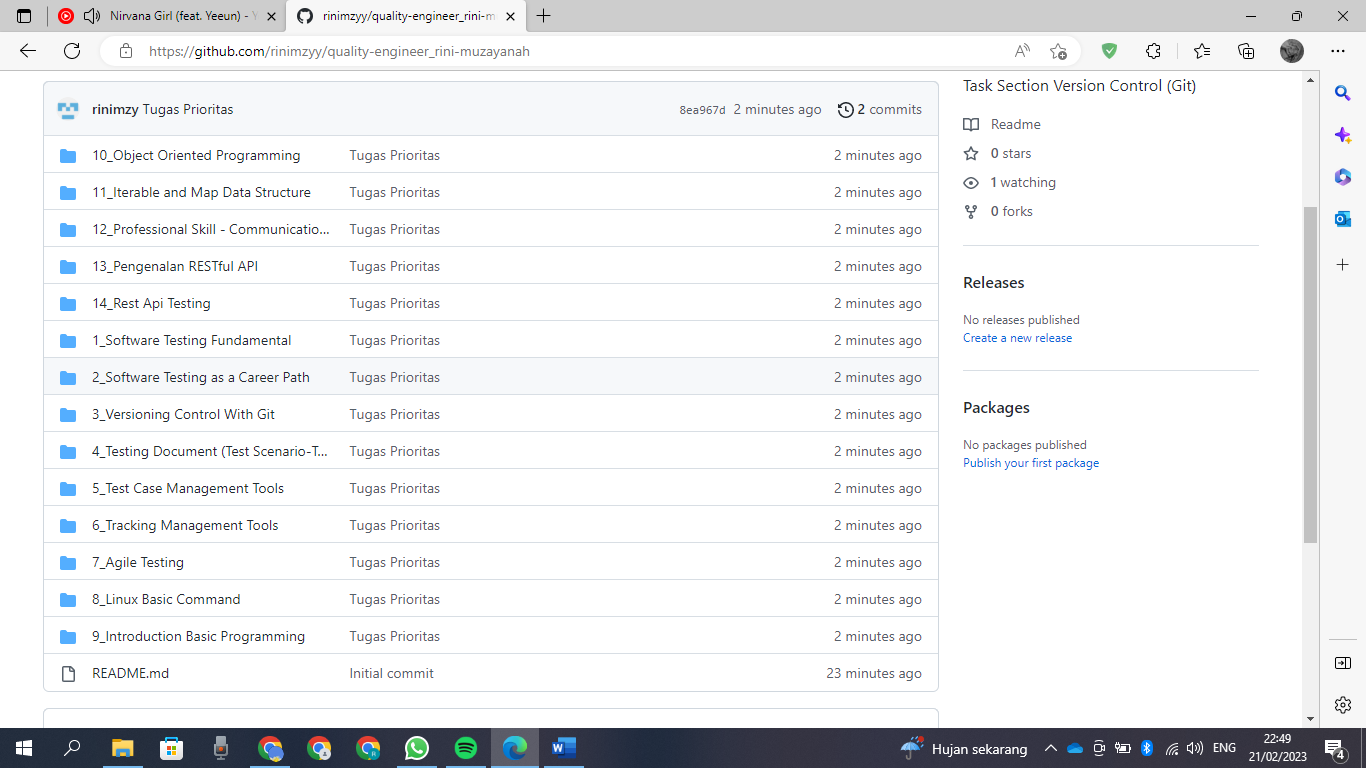 Nirvana Girl (feat. Yeeun) - Y
rinimzyy/quality-engineer_rini-m
https://github.com/rinimzyy/quality-engineer_rini-muzayanah
rinimzy Tugas Prioritas 8ea967d 2 minutes ago 2 commits
10_Object Oriented Programming Tugas Prioritas 2 minutes ago
11_Iterable and Map Data Structure Tugas Prioritas 2 minutes ago
12_Professional Skill - Communicatio... Tugas Prioritas 2 minutes ago
13_Pengenalan RESTful API Tugas Prioritas 2 minutes ago
14_Rest Api Testing Tugas Prioritas 2 minutes ago
1_Software Testing Fundamental Tugas Prioritas 2 minutes ago
2_Software Testing as a Career Path Tugas Prioritas 2 minutes ago
3_Versioning Control With Git Tugas Prioritas 2 minutes ago
4_Testing Document (Test Scenario-T... Tugas Prioritas 2 minutes ago
5_Test Case Management Tools Tugas Prioritas 2 minutes ago
6_Tracking Management Tools Tugas Prioritas 2 minutes ago
7_Agile Testing Tugas Prioritas 2 minutes ago
8_Linux Basic Command Tugas Prioritas 2 minutes ago
9_Introduction Basic Programming Tugas Prioritas 2 minutes ago
README.md Initial commit 23 minutes ago
Task Section Version Control (Git)
Readme
0 stars
1 watching
0 forks
Releases
No releases published
Create a new release
Packages
No packages published
Publish your first package
Hujan sekarang
ENG
22:49
21/02/2023
4